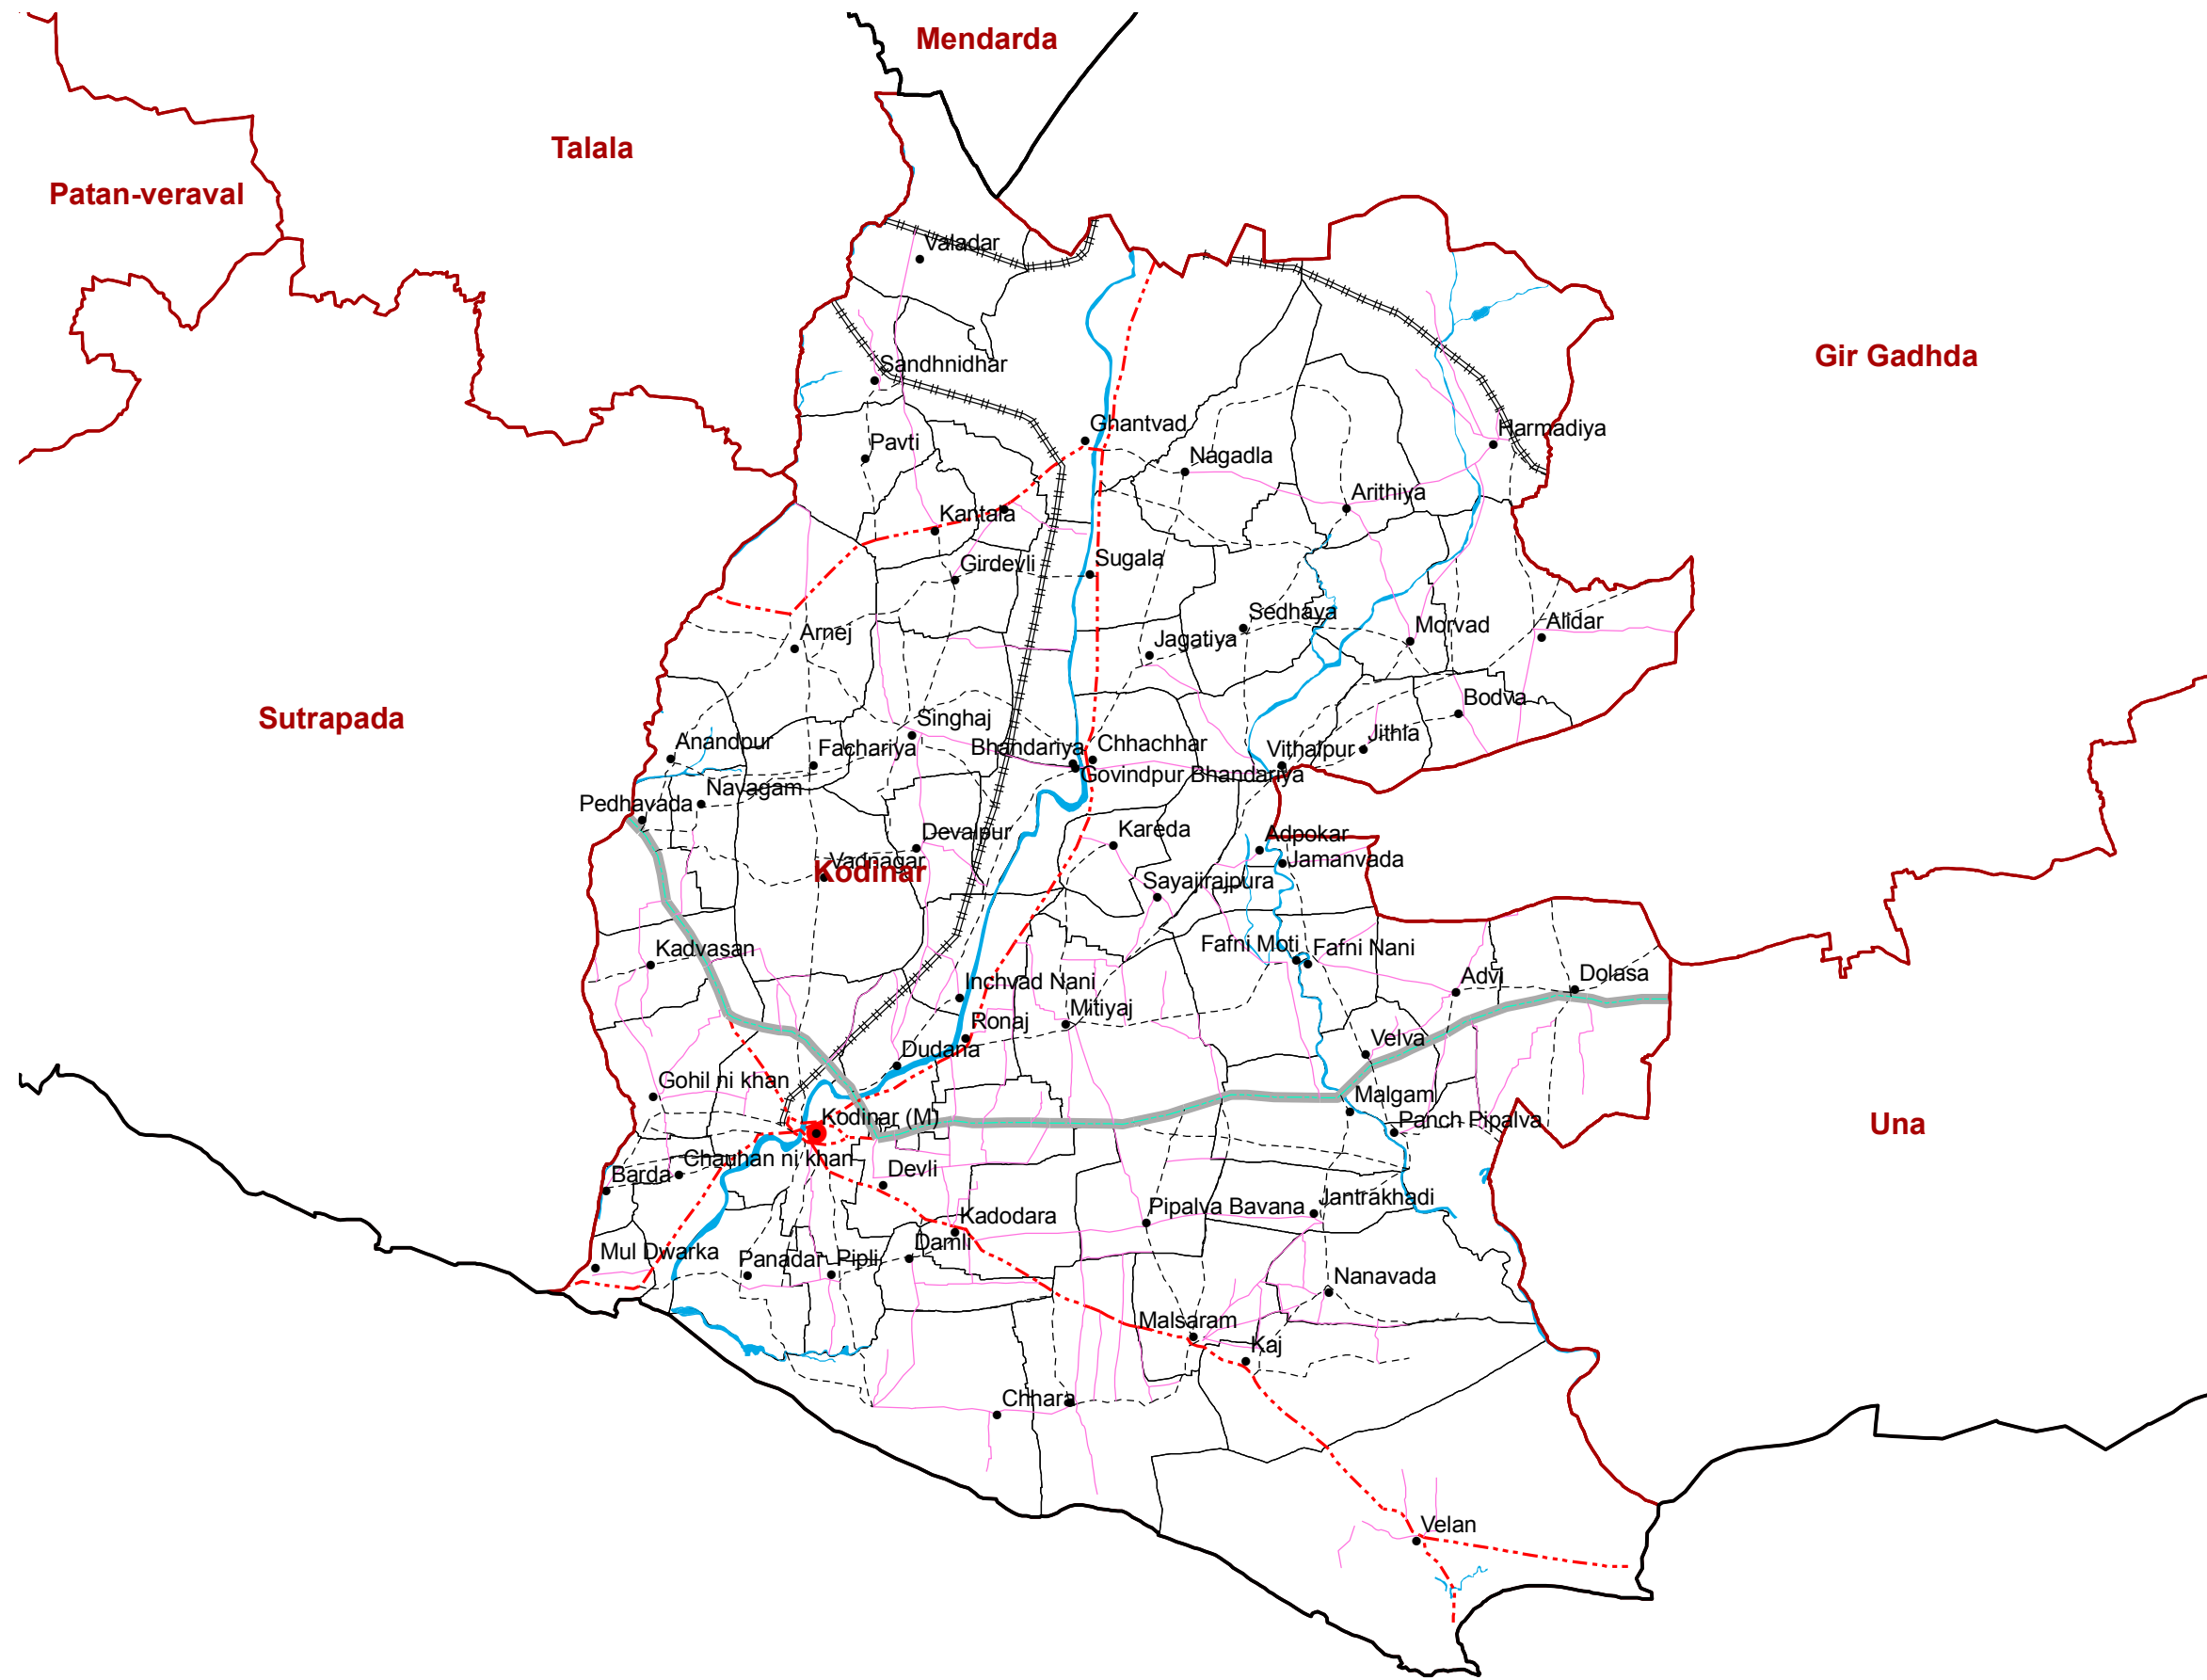 Mendarda
Talala
Patan-veraval
Valadar
Gir Gadhda
Sandhnidhar
Ghantvad
Harmadiya
Pavti
Nagadla
Arithiya
Kantala
Girdevli
Sugala
Sedhaya
Alidar
Arnej
Jagatiya
Morvad
Bodva
Sutrapada
Singhaj
Jithla
Anandpur
Fachariya
Bhandariya
Chhachhar
Vithalpur
Govindpur Bhandariya
Navagam
Pedhavada
Devalpur
Kareda
Adpokar
Vadnagar
Jamanvada
Kodinar
Sayajirajpura
Kadvasan
Fafni Moti
Fafni Nani
Advi
Dolasa
Inchvad Nani
Mitiyaj
Ronaj
Velva
Dudana
Gohil ni khan
Malgam
Kodinar (M)
Panch Pipalva
Una
Chauhan ni khan
Barda
Devli
Pipalva Bavana
Jantrakhadi
Kadodara
Mul Dwarka
Panadar
Pipli
Damli
Nanavada
Malsaram
Kaj
Chhara
Velan